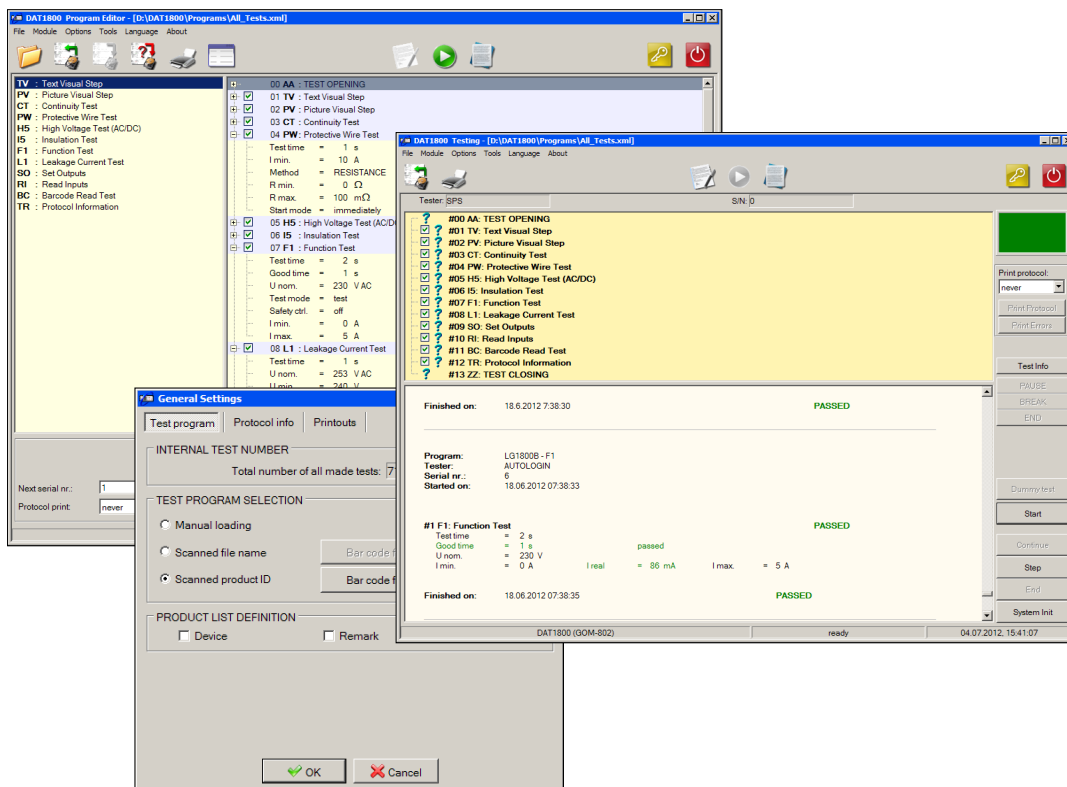 DAT1800 Program Editor - [D:\DAT1800\Programs\All_Tests.xml]
File Module Options Tools Language About
TV : Text Visual Step
PV : Picture Visual Step
CT : Continuity Test
PW : Protective Wire Test
H5 : High Voltage Test (AC/DC)
I5 : Insulation Test
F1 : Function Test
L1 : Leakage Current Test
SO : Set Outputs
RI : Read Inputs
BC : Barcode Read Test
TR : Protocol Information
00 AA : TEST OPENING
01 TV : Text Visual Step
02 PV : Picture Visual Step
03 CT : Continuity Test
04 PW : Protective Wire Test
Test time = 1 s
I min. = 10 A
Method = RESISTANCE
R min. = 0 Ω
R max. = 100 mΩ
Start mode = immediately
05 H5 : High Voltage Test (AC/D
06 I5 : Insulation Test
07 F1 : Function Test
Test time = 2 s
Good time = 1 s
U nom. = 230 V AC
Test mode = test
Safety ctrl. = off
I min. = 0 A
I max. = 5 A
08 L1 : Leakage Current Test
Test time = 1 s
U nom. = 253 V AC
U min. = 240 V
Next serial nr.: 1
Protocol print: never
DAT1800 Testing - [D:\DAT1800\Programs\All_Tests.xml]
File Module Options Tools Language About
Tester: SPS S/N: 0
#00 AA: TEST OPENING
#01 TV: Text Visual Step
#02 PV: Picture Visual Step
#03 CT: Continuity Test
#04 PW: Protective Wire Test
#05 H5: High Voltage Test (AC/DC)
#06 I5: Insulation Test
#07 F1: Function Test
#08 L1: Leakage Current Test
#09 SO: Set Outputs
#10 RI: Read Inputs
#11 BC: Barcode Read Test
#12 TR: Protocol Information
#13 ZZ: TEST CLOSING
Finished on: 18.6.2012 7:38:30 PASSED
Program: LG1800B - F1
Tester: AUTOLOGIN
Serial nr.: 6
Started on: 18.06.2012 07:38:33
#1 F1: Function Test PASSED
Test time = 2 s
Good time = 1 s passed
U nom. = 230 V
I min. = 0 A I real = 86 mA I max. = 5 A
Finished on: 18.06.2012 07:38:35 PASSED
Print protocol:
never
Print Protocol
Print Errors
Test Info
PAUSE
BREAK
END
Dummy test
Start
Continue
Step
End
System Init
DAT1800 (GOM-802) ready 04.07.2012, 15:41:07
General Settings
Test program Protocol info Printouts
INTERNAL TEST NUMBER
Total number of all made tests: 7
TEST PROGRAM SELECTION
Manual loading
Scanned file name Bar code f
Scanned product ID Bar code f
PRODUCT LIST DEFINITION
Device Remark
OK Cancel